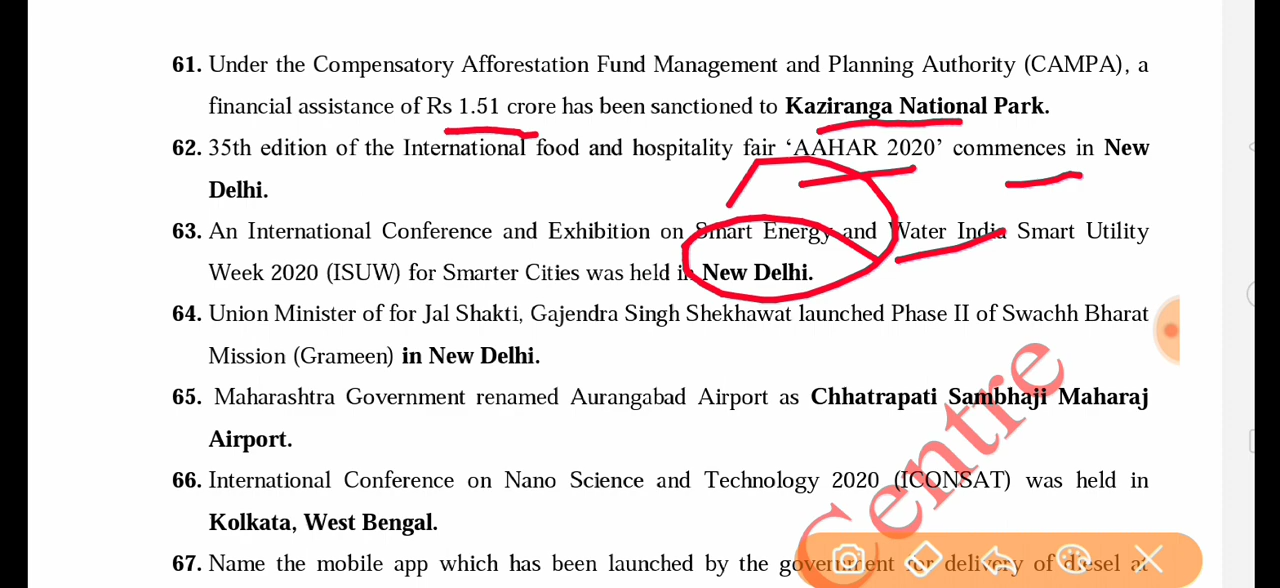 61. Under the Compensatory Afforestation Fund Management and Planning Authority (CAMPA), a
financial assistance of Rs 1.51 crore has been sanctioned to Kaziranga National Park.
62. 35th edition of the International food and hospitality fair ‘AAHAR 2020’ commences in New
Delhi.
63. An International Conference and Exhibition on Smart Energy and Water India Smart Utility
Week 2020 (ISUW) for Smarter Cities was held in New Delhi.
64. Union Minister of for Jal Shakti, Gajendra Singh Shekhawat launched Phase II of Swachh Bharat
Mission (Grameen) in New Delhi.
65. Maharashtra Government renamed Aurangabad Airport as Chhatrapati Sambhaji Maharaj
Airport.
66. International Conference on Nano Science and Technology 2020 (ICONSAT) was held in
Kolkata, West Bengal.
67. Name the mobile app which has been launched by the government for delivery of diesel at
Centre